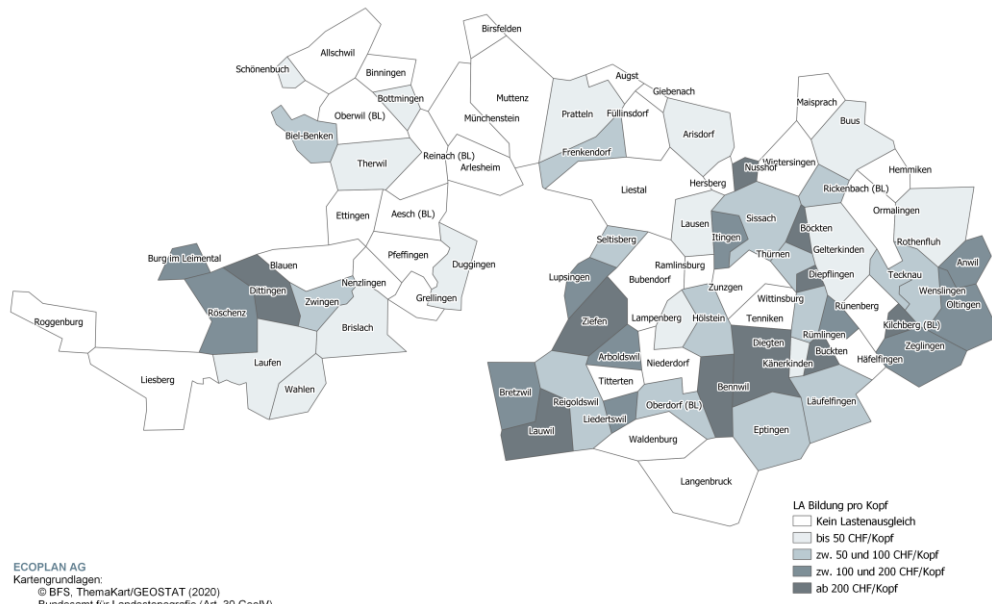 Birsfelden
Allschwil
Schönenbuch
Binningen
Augst
Giebenach
Bottmingen
Muttenz
Maisprach
Oberwil (BL)
Münchenstein
Pratteln
Füllinsdorf
Buus
Biel-Benken
Arisdorf
Frenkendorf
Reinach (BL)
Therwil
Arlesheim
Wintersingen
Nusshof
Hemmiken
Hersberg
Rickenbach (BL)
Liestal
Ormalingen
Ettingen
Aesch (BL)
Sissach
Lausen
Böckten
Itingen
Seltisberg
Rothenfluh
Gelterkinden
Pfeffingen
Thürnen
Burg im Leimental
Blauen
Duggingen
Anwil
Ramlinsburg
Diepflingen
Tecknau
Lupsingen
Bubendorf
Nenzlingen
Zunzgen
Wenslingen
Dittingen
Wittinsburg
Rünenberg
Zwingen
Grellingen
Oltingen
Röschenz
Ziefen
Lampenberg
Hölstein
Tenniken
Roggenburg
Kilchberg (BL)
Brislach
Rümlingen
Zeglingen
Diegten
Buckten
Arboldswil
Häfelfingen
Laufen
Niederdorf
Känerkinden
Liesberg
Titterten
Bennwil
Wahlen
Bretzwil
Reigoldswil
Läufelfingen
Oberdorf (BL)
Liedertswil
Eptingen
Lauwil
Waldenburg
Langenbruck
LA Bildung pro Kopf
Kein Lastenausgleich
bis 50 CHF/Kopf
zw. 50 und 100 CHF/Kopf
zw. 100 und 200 CHF/Kopf
ab 200 CHF/Kopf
ECOPLAN AG
Kartengrundlagen:
© BFS, ThemaKart/GEOSTAT (2020)
Bundesamt für Landestopografie (Art. 30 GeoIV)